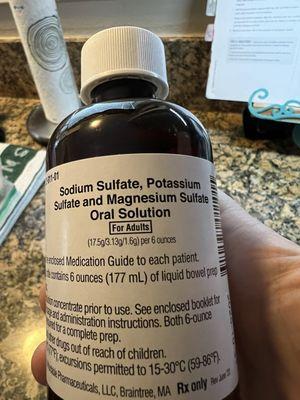 Sodium Sulfate, Potassium
Sulfate and Magnesium Sulfate
Oral Solution
For Adults
(17.5g/3.13g/1.6g) per 6 ounces
enclosed Medication Guide to each patient.
contains 6 ounces (177 mL) of liquid bowel prep
concentrate prior to use. See enclosed booklet for
and administration instructions. Both 6-ounce
required for a complete prep.
drugs out of reach of children.
excursions permitted to 15-30°C (59-86°F).
Pharmaceuticals, LLC, Braintree, MA
Rx only
Rev June